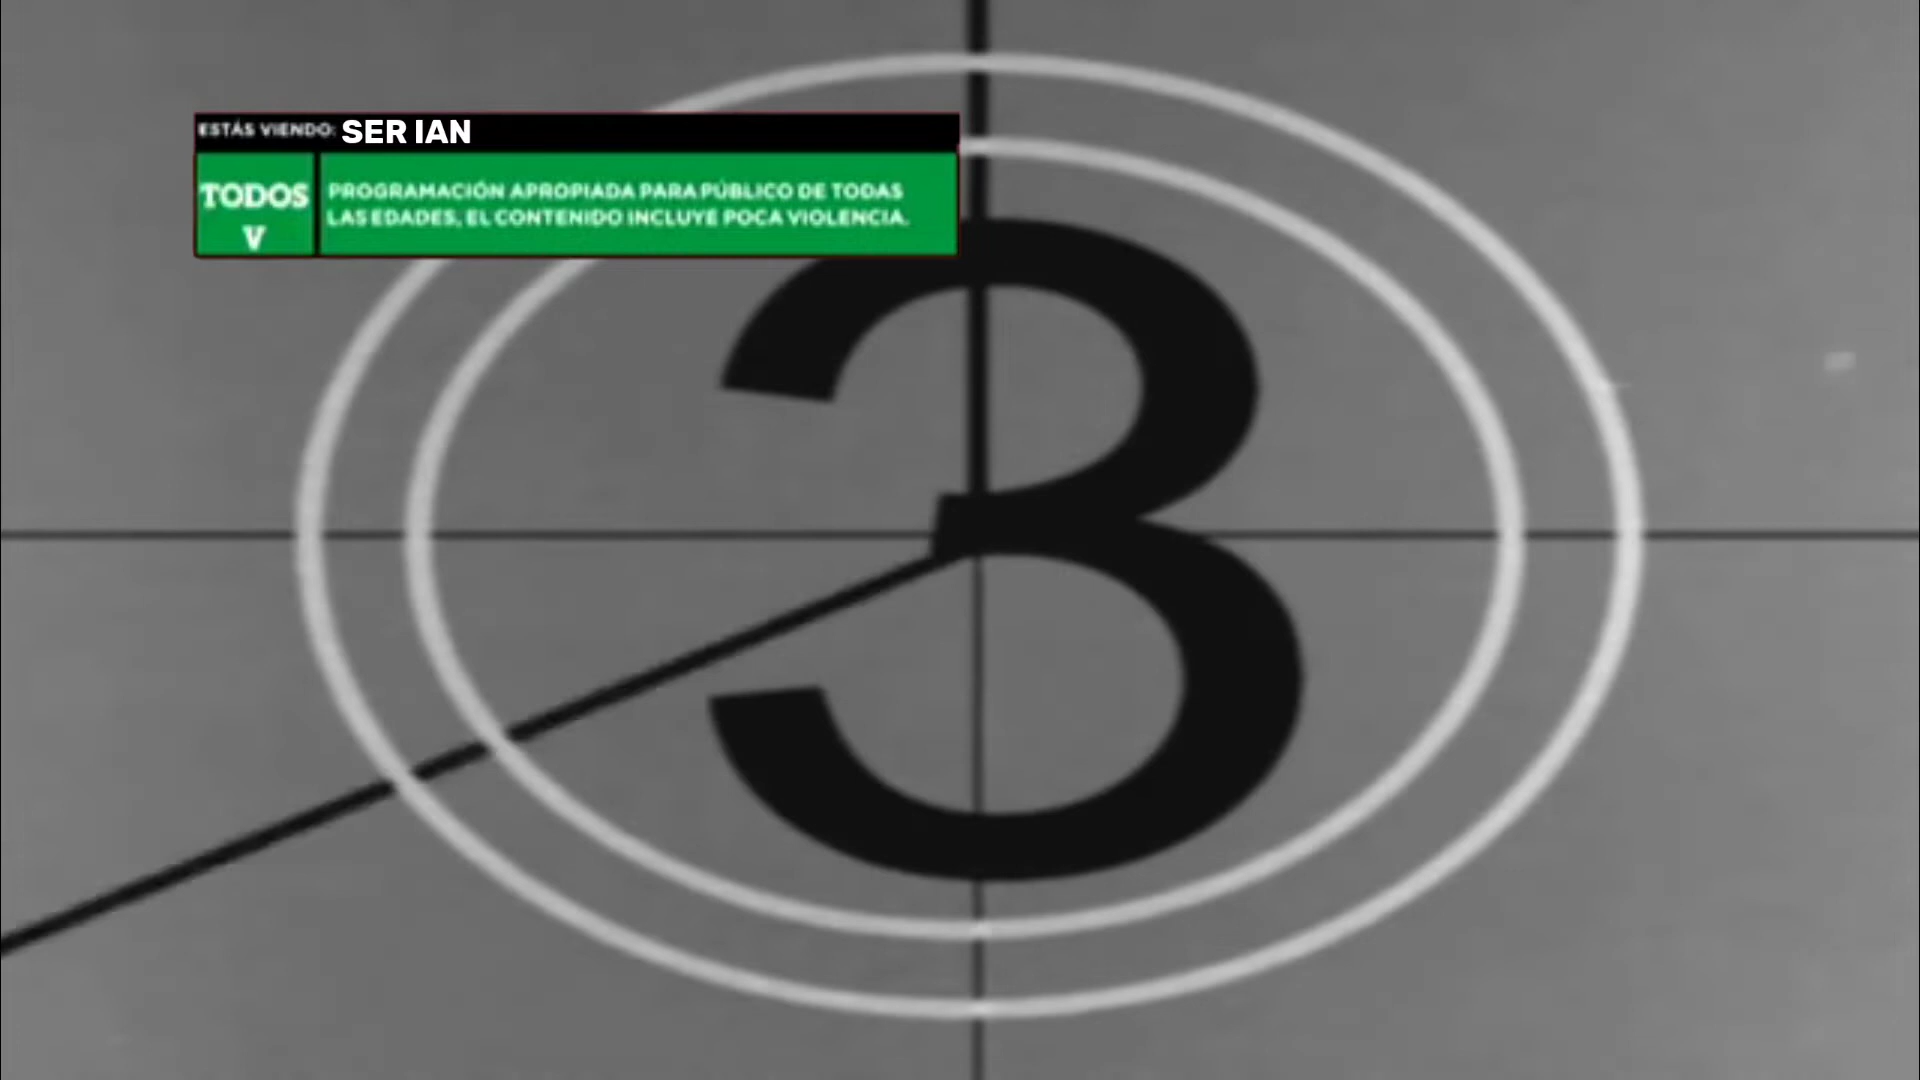 ESTÁS VIENDO: SER IAN
TODOS
V
PROGRAMACIÓN APROPIADA PARA PÚBLICO DE TODAS
LAS EDADES, EL CONTENIDO INCLUYE POCA VIOLENCIA.
3